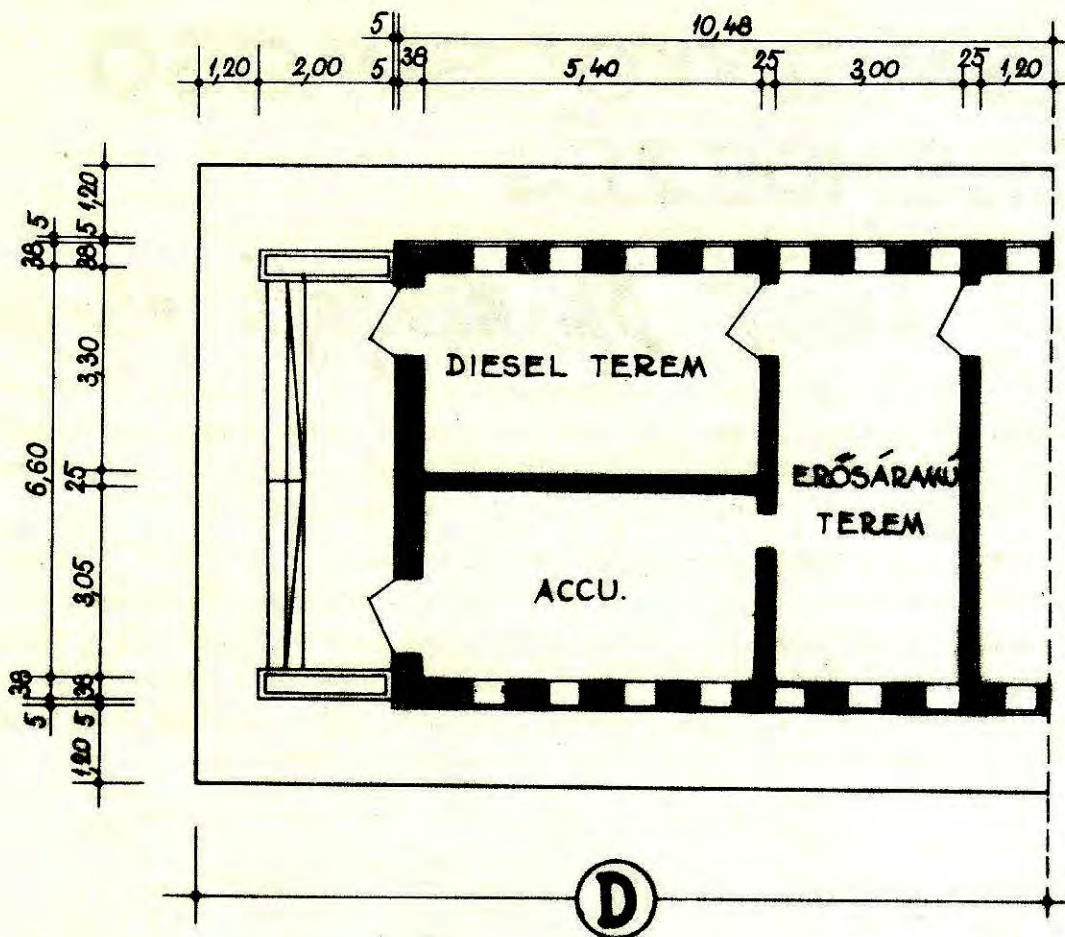 5 10,48
1,20 2,00 5 38 5,40 25 3,00 25 1,20
5 5 1,20
38 38
3,30
6,60 25
3,05
38 38
5 5 1,20
DIESEL TEREM
ERŐSÁRAMÚ
TEREM
ACCU.
D